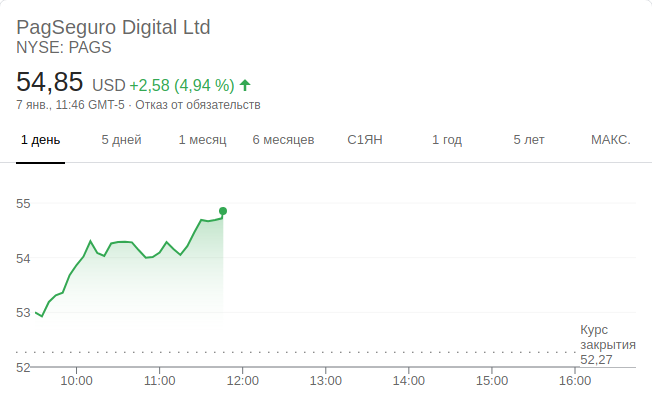 PagSeguro Digital Ltd
NYSE: PAGS
54,85 USD +2,58 (4,94 %)
7 янв., 11:46 GMT-5 · Отказ от обязательств
1 день 5 дней 1 месяц 6 месяцев С1ЯН 1 год 5 лет МАКС.
55
54
53
Курс
закрытия
52,27
52
10:00 11:00 12:00 13:00 14:00 15:00 16:00